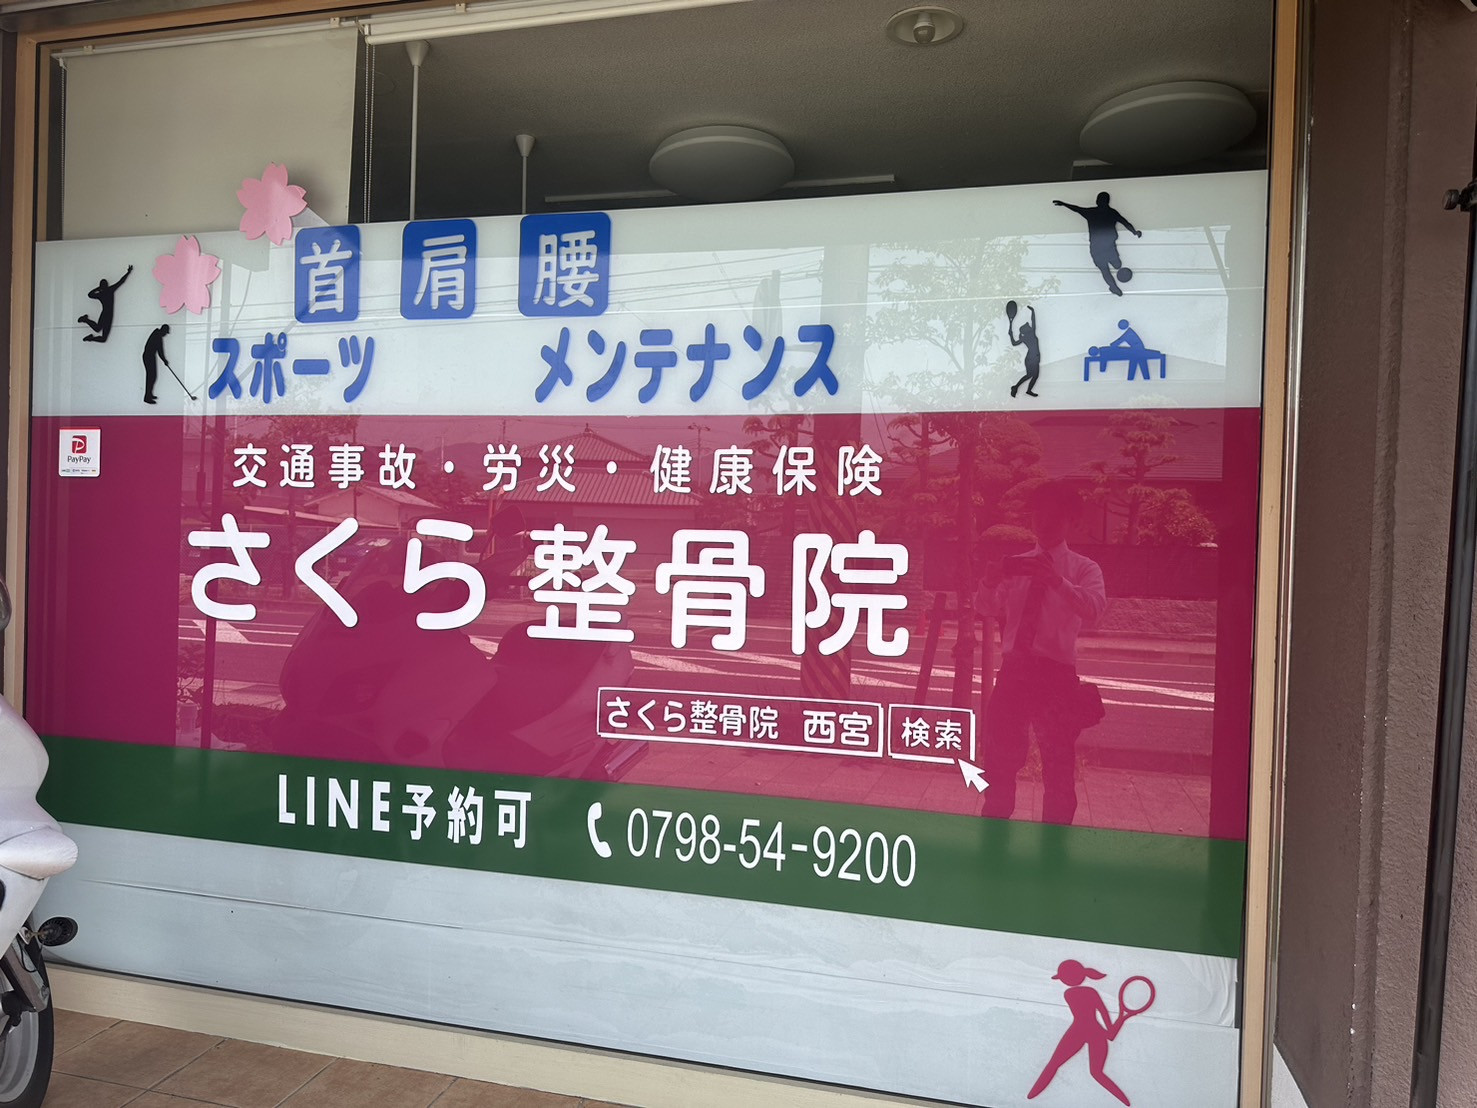 首 肩 腰
スポーツ メンテナンス
PayPay
交通事故・労災・健康保険
さくら整骨院
さくら整骨院 西宮 検索
LINE予約可 0798-54-9200